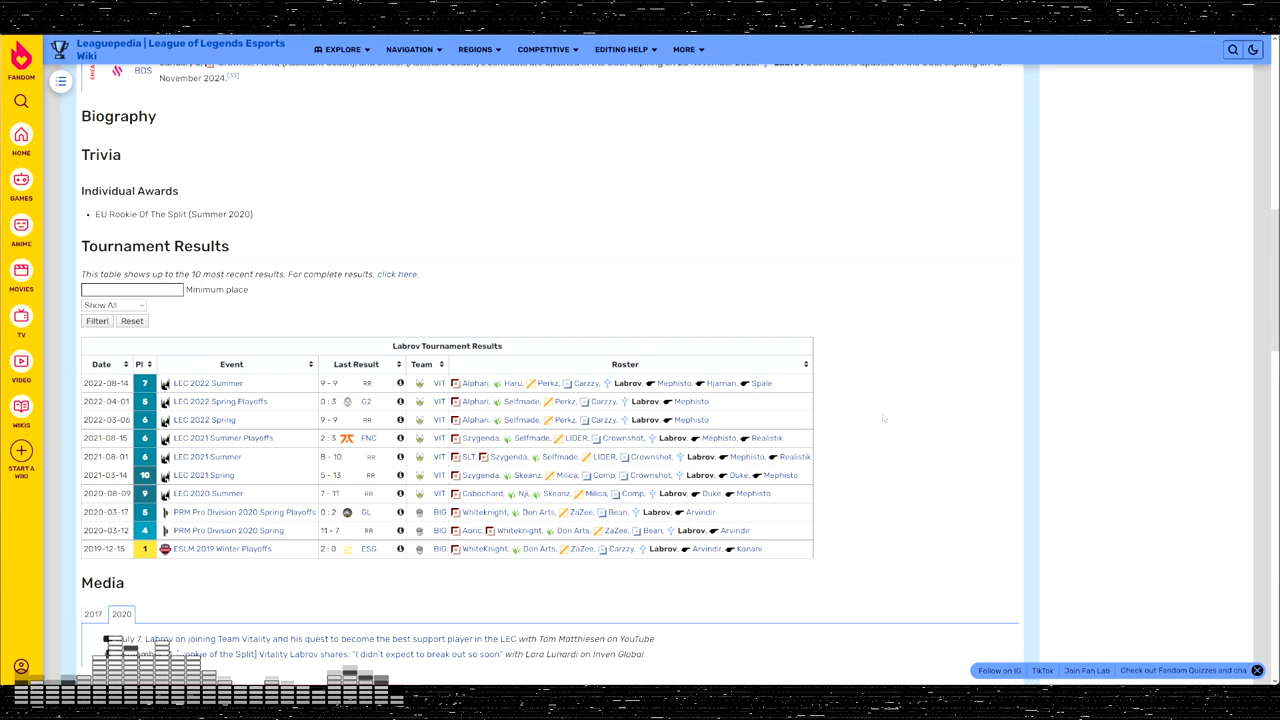 Leaguepedia | League of Legends Esports
Wiki
EXPLORE NAVIGATION REGIONS COMPETITIVE EDITING HELP MORE
FANDOM
HOME
GAMES
ANIME
MOVIES
TV
VIDEO
WIKIS
START A
WIKI
BDS
November 2024.[35]
Biography
Trivia
Individual Awards
EU Rookie Of The Split (Summer 2020)
Tournament Results
This table shows up to the 10 most recent results. For complete results, click here.
Minimum place
Show All
Filter! Reset
Labrov Tournament Results
Date Pl Event Last Result Team Roster
2022-08-14 7 LEC 2022 Summer 9 - 9 RR VIT Alphari, Haru, Perkz, Carzzy, Labrov, Mephisto, Hjarnan, Spale
2022-04-01 5 LEC 2022 Spring Playoffs 0 : 3 G2 VIT Alphari, Selfmade, Perkz, Carzzy, Labrov, Mephisto
2022-03-06 6 LEC 2022 Spring 9 - 9 RR VIT Alphari, Selfmade, Perkz, Carzzy, Labrov, Mephisto
2021-08-15 6 LEC 2021 Summer Playoffs 2 : 3 FNC VIT Szygenda, Selfmade, LIDER, Crownshot, Labrov, Mephisto, Realistik
2021-08-01 6 LEC 2021 Summer 8 - 10 RR VIT SLT, Szygenda, Selfmade, LIDER, Crownshot, Labrov, Mephisto, Realistik
2021-03-14 10 LEC 2021 Spring 5 - 13 RR VIT Szygenda, Skeanz, Milica, Comp, Crownshot, Labrov, Duke, Mephisto
2020-08-09 9 LEC 2020 Summer 7 - 11 RR VIT Cabochard, Nji, Skeanz, Milica, Comp, Labrov, Duke, Mephisto
2020-03-17 5 PRM Pro Division 2020 Spring Playoffs 0 : 2 GL BIG Whiteknight, Don Arts, ZaZee, Bean, Labrov, Arvindir
2020-03-12 4 PRM Pro Division 2020 Spring 11 - 7 RR BIG Aoric, Whiteknight, Don Arts, ZaZee, Bean, Labrov, Arvindir
2019-12-15 1 ESLM 2019 Winter Playoffs 2 : 0 ESG BIG WhiteKnight, Don Arts, ZaZee, Carzzy, Labrov, Arvindir, Kanani
Media
2017 2020
July 7, Labrov on joining Team Vitality and his quest to become the best support player in the LEC with Tom Matthiesen on YouTube
of the Split] Vitality Labrov shares: "I didn't expect to break out so soon" with Lara Lunardi on Inven Global
Follow on IG TikTok Join Fan Lab Check out Fandom Quizzes and cha